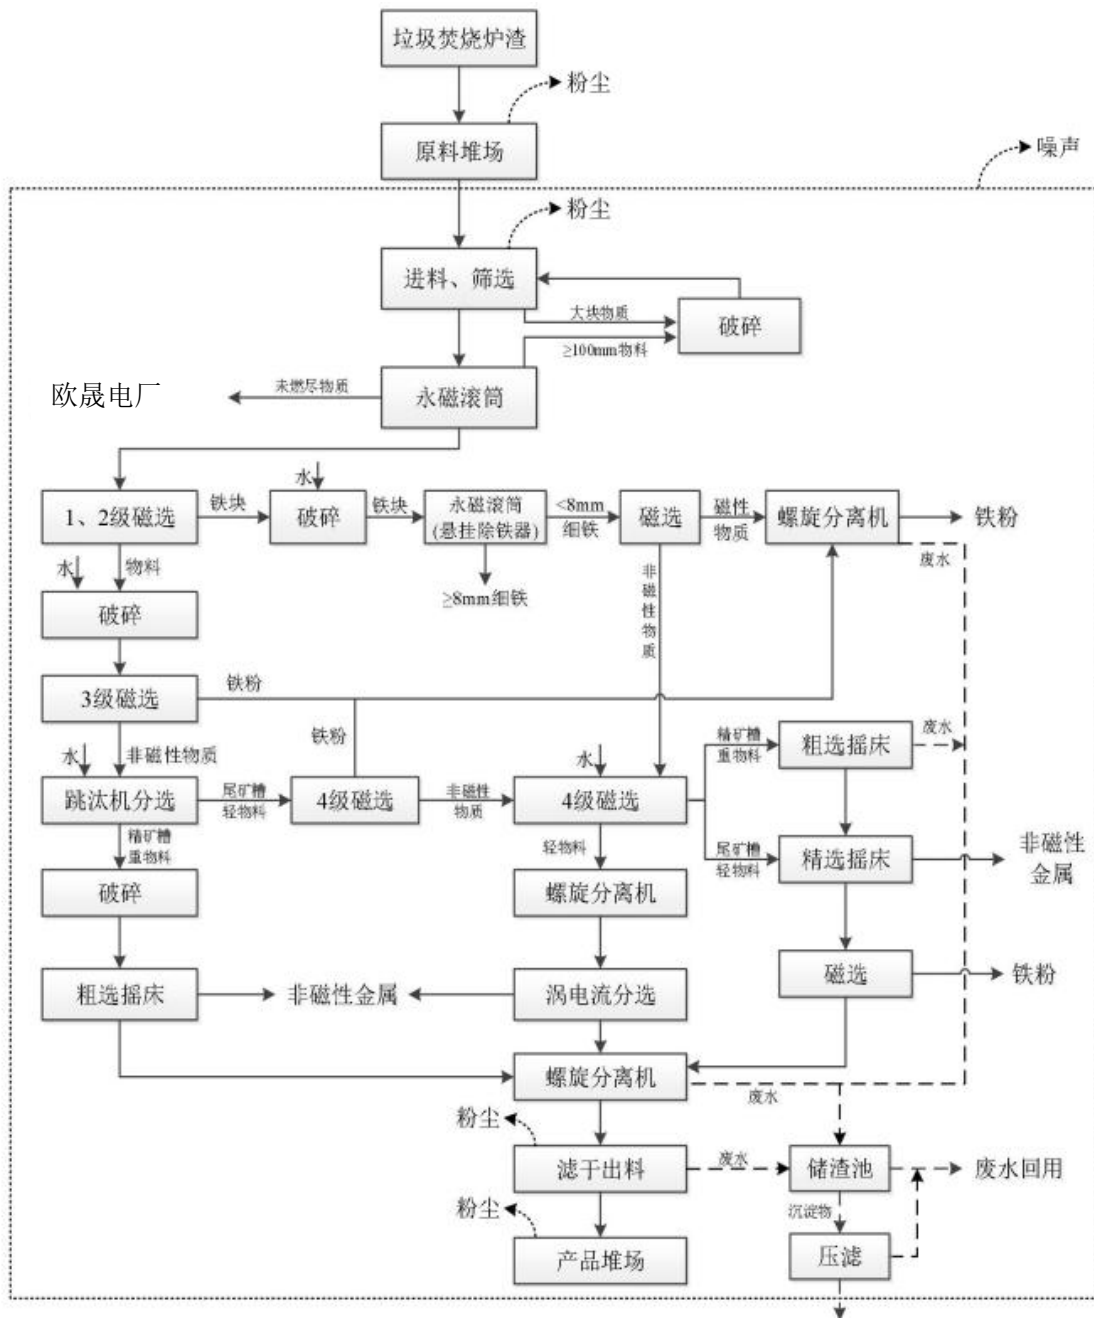 垃圾焚烧炉渣
粉尘
原料堆场
噪声
粉尘
进料、筛选
大块物质
破碎
≥100mm物料
欧晟电厂
未燃尽物质
永磁滚筒
水
1、2级磁选
铁块
破碎
铁块
永磁滚筒
(悬挂除铁器)
<8mm
细铁
磁选
磁性
物质
螺旋分离机
铁粉
废水
水
物料
≥8mm细铁
非磁性物质
破碎
3级磁选
铁粉
铁粉
非磁性物质
水
跳汰机分选
尾矿槽
轻物料
4级磁选
非磁性
物质
水
4级磁选
精矿槽
重物料
粗选摇床
废水
尾矿槽
轻物料
精选摇床
非磁性
金属
精矿槽
重物料
轻物料
破碎
螺旋分离机
磁选
铁粉
粗选摇床
非磁性金属
涡电流分选
螺旋分离机
废水
粉尘
滤干出料
废水
储渣池
废水回用
粉尘
沉淀物
产品堆场
压滤